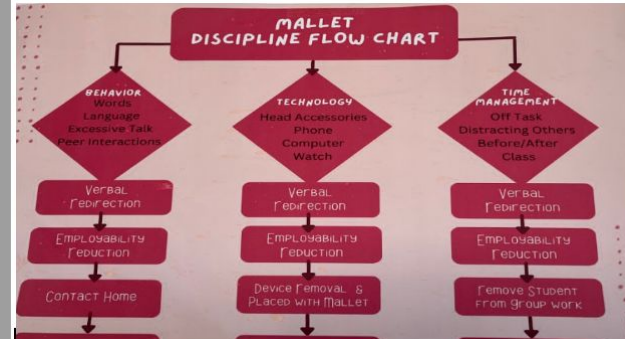 MALLET
DISCIPLINE FLOW CHART
BEHAVIOR
Words
Language
Excessive Talk
Peer Interactions
VERBAL
REDIRECTION
EMPLOYABILITY
REDUCTION
CONTACT HOME
TECHNOLOGY
Head Accessories
Phone
Computer
Watch
VERBAL
REDIRECTION
EMPLOYABILITY
REDUCTION
DEVICE REMOVAL &
PLACED WITH MALLET
TIME
MANAGEMENT
Off Task
Distracting Others
Before/After
Class
VERBAL
REDIRECTION
EMPLOYABILITY
REDUCTION
REMOVE STUDENT
FROM GROUP WORK